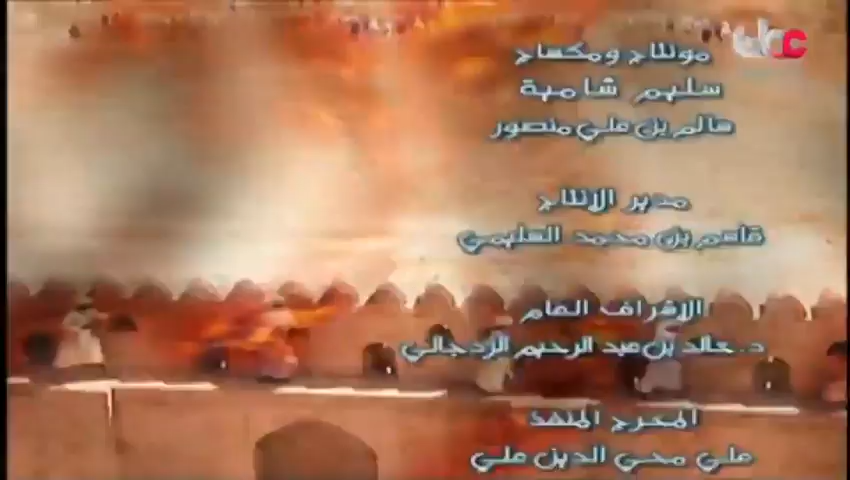 مونتاج ومكساج
سليم شامية
سالم بن علي منصور
مدير الإنتاج
قاسم بن محمد السليمي
الإشراف العام
د. خالد بن عبد الرحيم الزدجالي
المخرج المنفذ
علي محي الدين علي